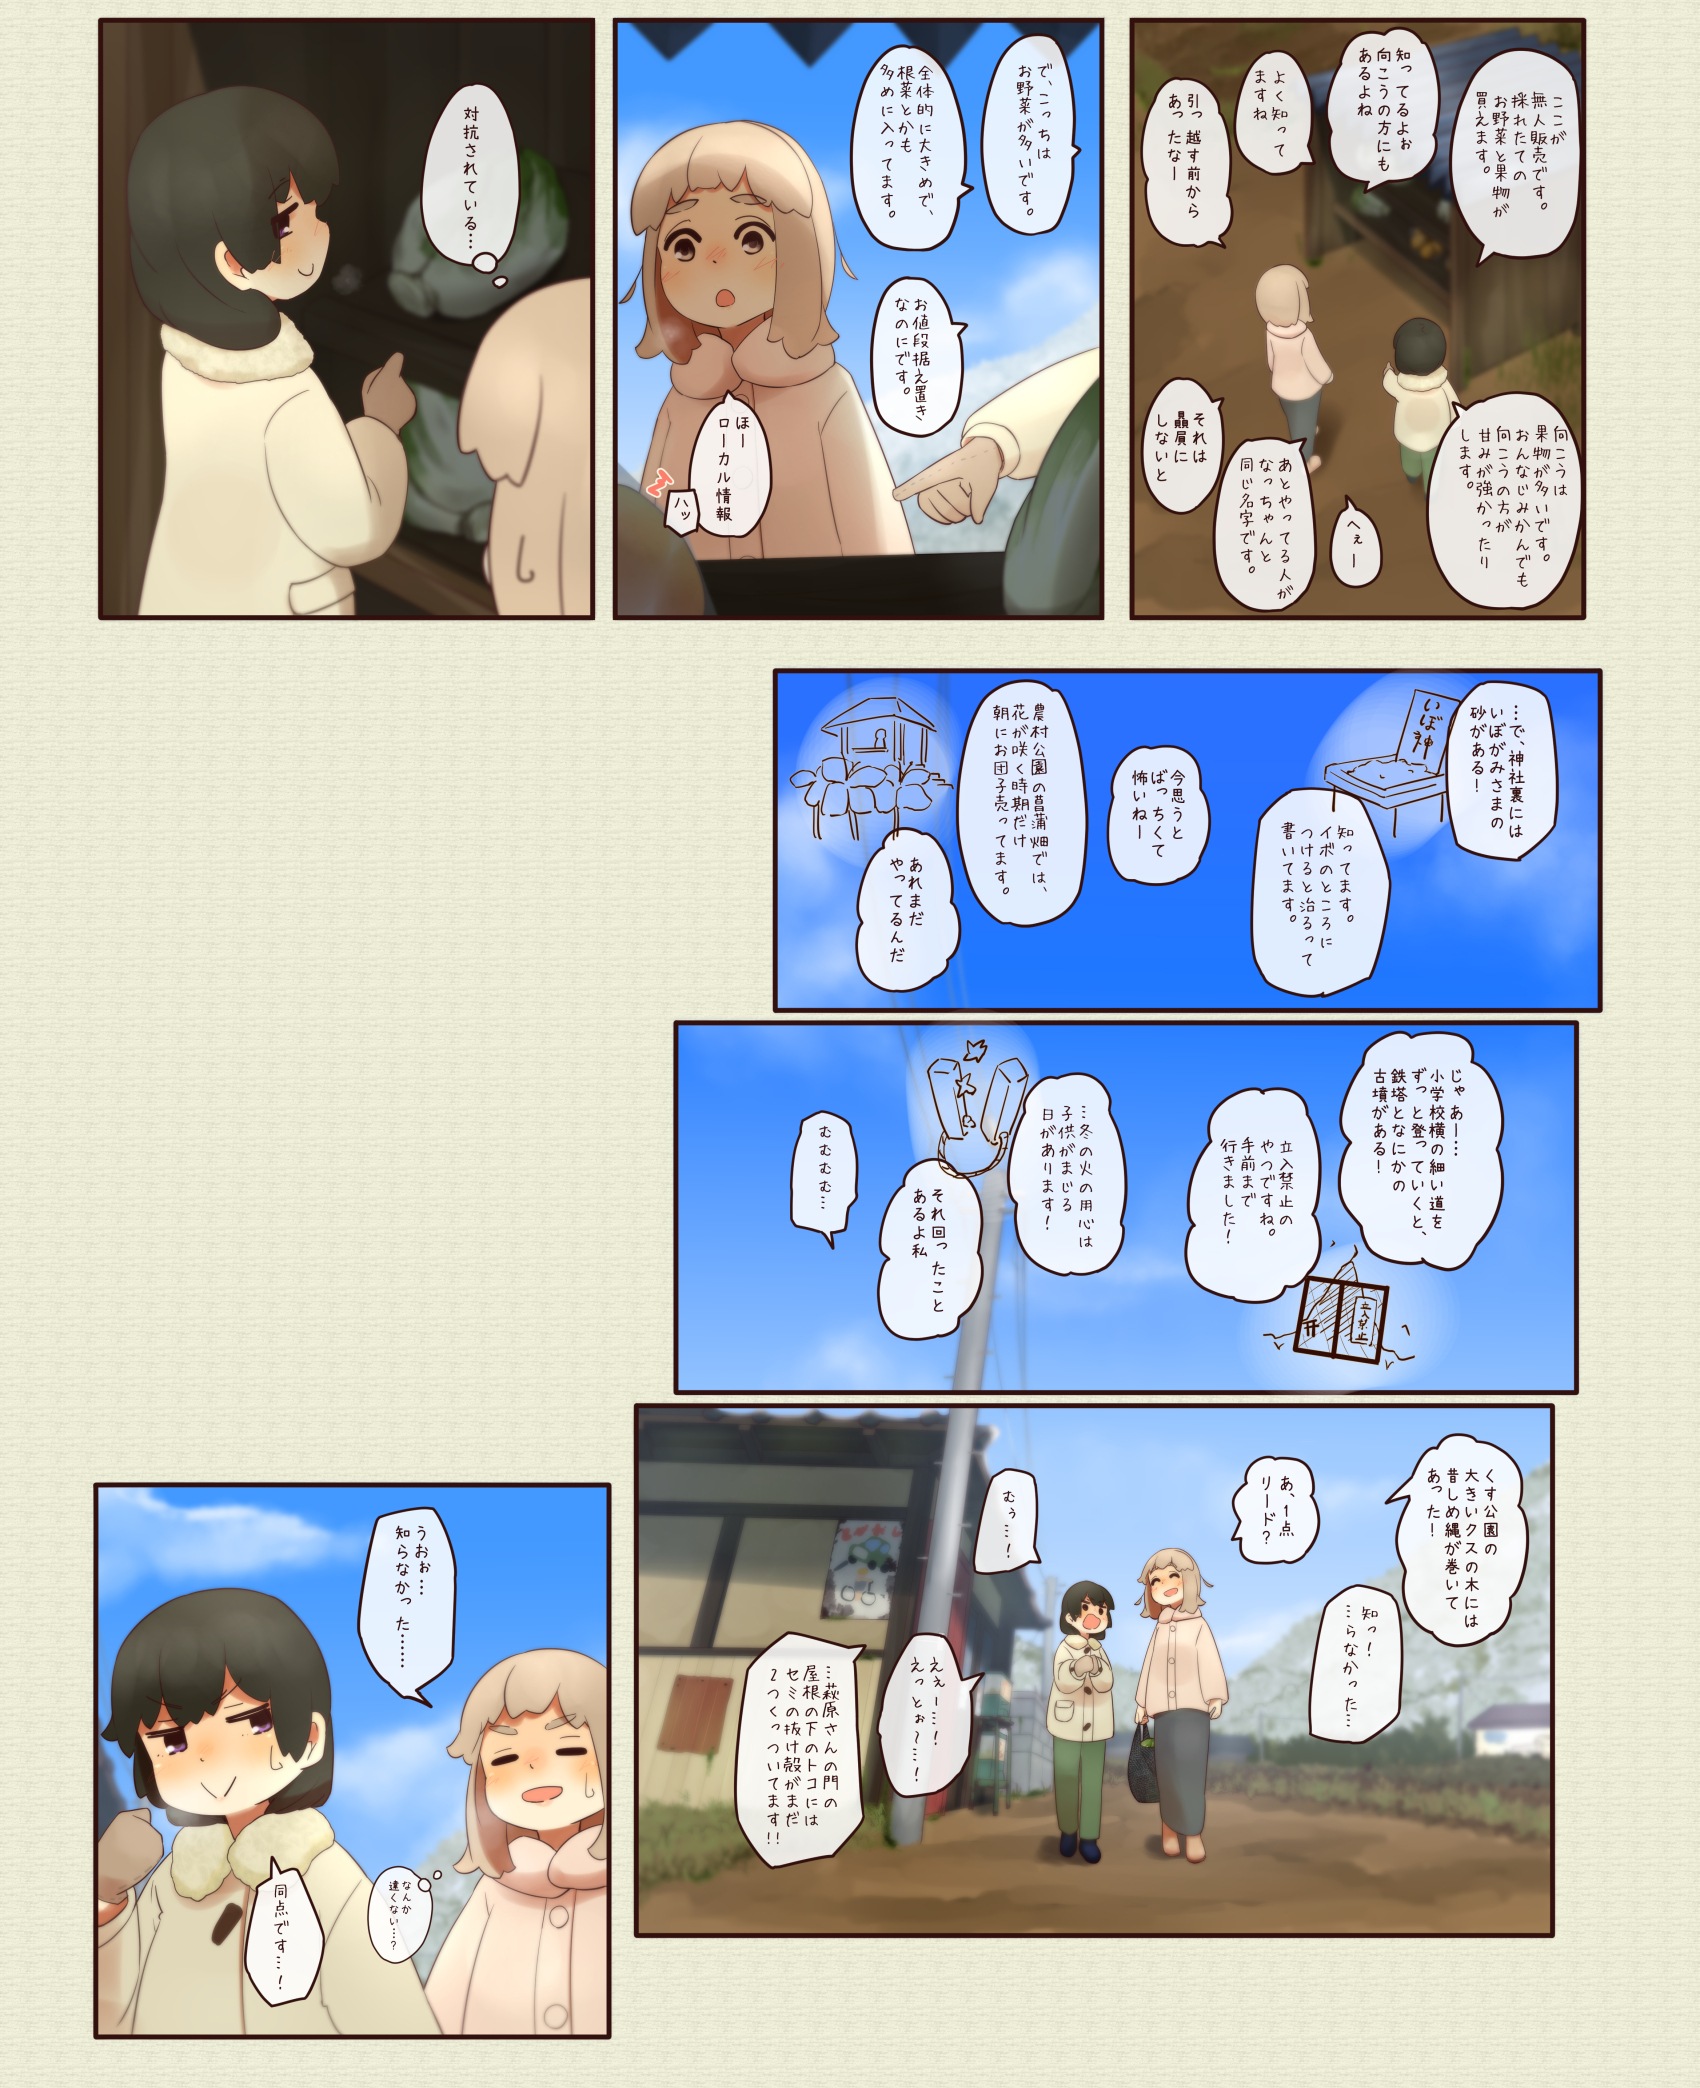 ここが
無人販売です。
採れたての
お野菜と果物が
買えます。
知ってるよぉ
向こうの方にも
あるよね
よく知って
ますね
引っ越す前から
あったなー
向こうは
果物が多いです。
おんなじみかんでも
向こうの方が
甘みが強かったり
します。
へぇー
あとやってる人が
なっちゃんと
同じ名字です。
それは
贔屓に
しないと
で、こっちは
お野菜が多いです。
全体的に大きめで、
根菜とかも
多めに入ってます。
お値段据え置き
なのにです。
ほー
ローカル情報
ハッ
対抗されている…
…で、神社裏には
いぼがみさまの
砂がある!
いぼ神
知ってます。
イボのところに
つけると治るって
書いてます。
今思うと
ばっちくて
怖いねー
農村公園の菖蒲畑では、
花が咲く時期だけ
朝にお団子売ってます。
あれまだ
やってるんだ
じゃあー…
小学校横の細い道を
ずっと登っていくと、
鉄塔となにかの
古墳がある!
立入禁止の
やつですね。
手前まで
行きました!
立入禁止
…冬の火の用心は
子供がまじる
日があります!
それ回ったこと
あるよ私
むむむむ…
くす公園の
大きいクスの木には
昔しめ縄が巻いて
あった!
知っ!
…らなかった…
あ、1点
リード?
むぅ…!
えぇー…!
えっとぉ〜…!
…萩原さんの門の
屋根の下のトコには
セミの抜け殻がまだ
2つくっついてます!!
うおぉ…
知らなかった……
なんか
違くない…?
同点です…!